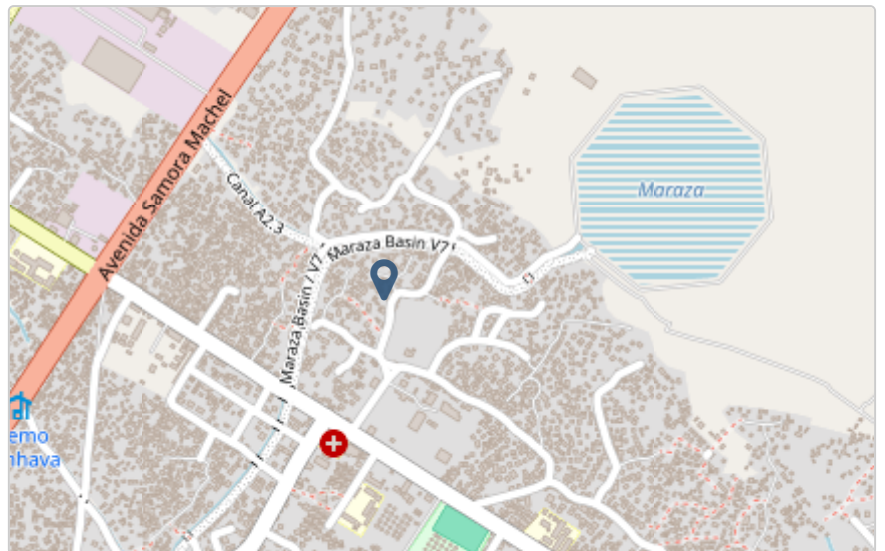 Avenida Samora Machel
Canal A2.3
Maraza
Maraza Basin V7
Maraza Basin / V7
emo
nhava